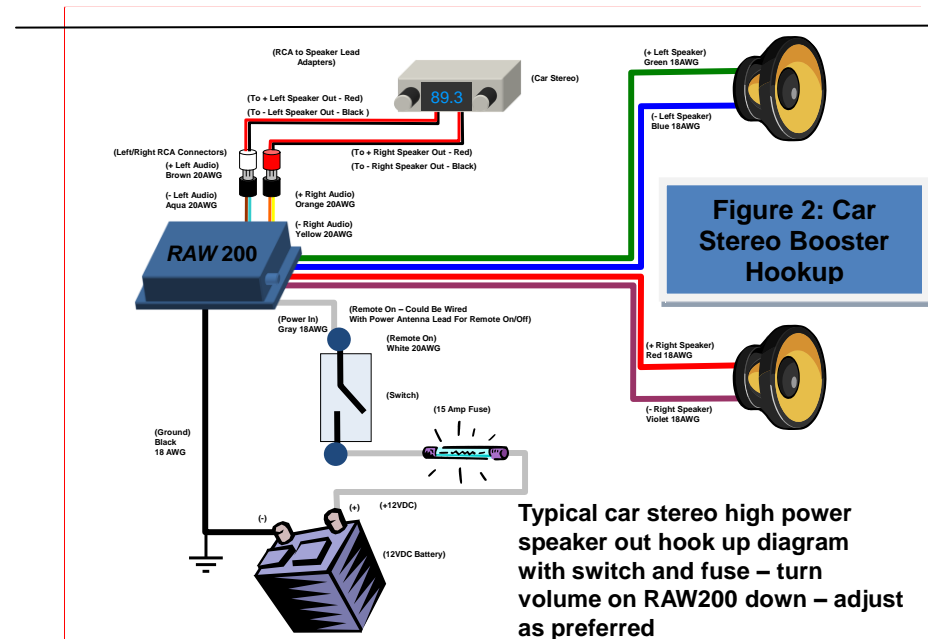 (RCA to Speaker Lead
Adapters)
(Car Stereo)
89.3
(To + Left Speaker Out - Red)
(To - Left Speaker Out - Black )
(+ Left Speaker)
Green 18AWG
(- Left Speaker)
Blue 18AWG
(Left/Right RCA Connectors)
(+ Left Audio)
Brown 20AWG
(- Left Audio)
Aqua 20AWG
(To + Right Speaker Out - Red)
(To - Right Speaker Out - Black)
(+ Right Audio)
Orange 20AWG
(- Right Audio)
Yellow 20AWG
RAW 200
Figure 2: Car
Stereo Booster
Hookup
(Power In)
Gray 18AWG
(Remote On – Could Be Wired
With Power Antenna Lead For Remote On/Off)
(Remote On)
White 20AWG
(+ Right Speaker)
Red 18AWG
(- Right Speaker)
Violet 18AWG
(Switch)
(15 Amp Fuse)
(Ground)
Black
18 AWG
(-)
(+)
(+12VDC)
(12VDC Battery)
Typical car stereo high power
speaker out hook up diagram
with switch and fuse – turn
volume on RAW200 down – adjust
as preferred